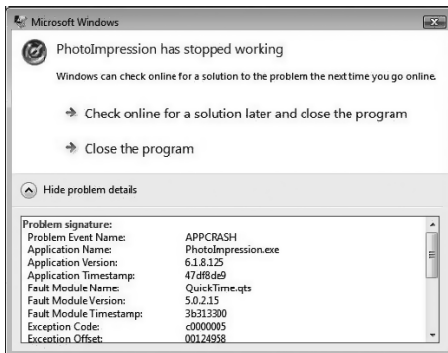 Microsoft Windows
PhotoImpression has stopped working
Windows can check online for a solution to the problem the next time you go online.
Check online for a solution later and close the program
Close the program
Hide problem details
Problem signature:
Problem Event Name: APPCRASH
Application Name: PhotoImpression.exe
Application Version: 6.1.8.125
Application Timestamp: 47df8de9
Fault Module Name: QuickTime.qts
Fault Module Version: 5.0.2.15
Fault Module Timestamp: 3b313300
Exception Code: c0000005
Exception Offset: 00124958